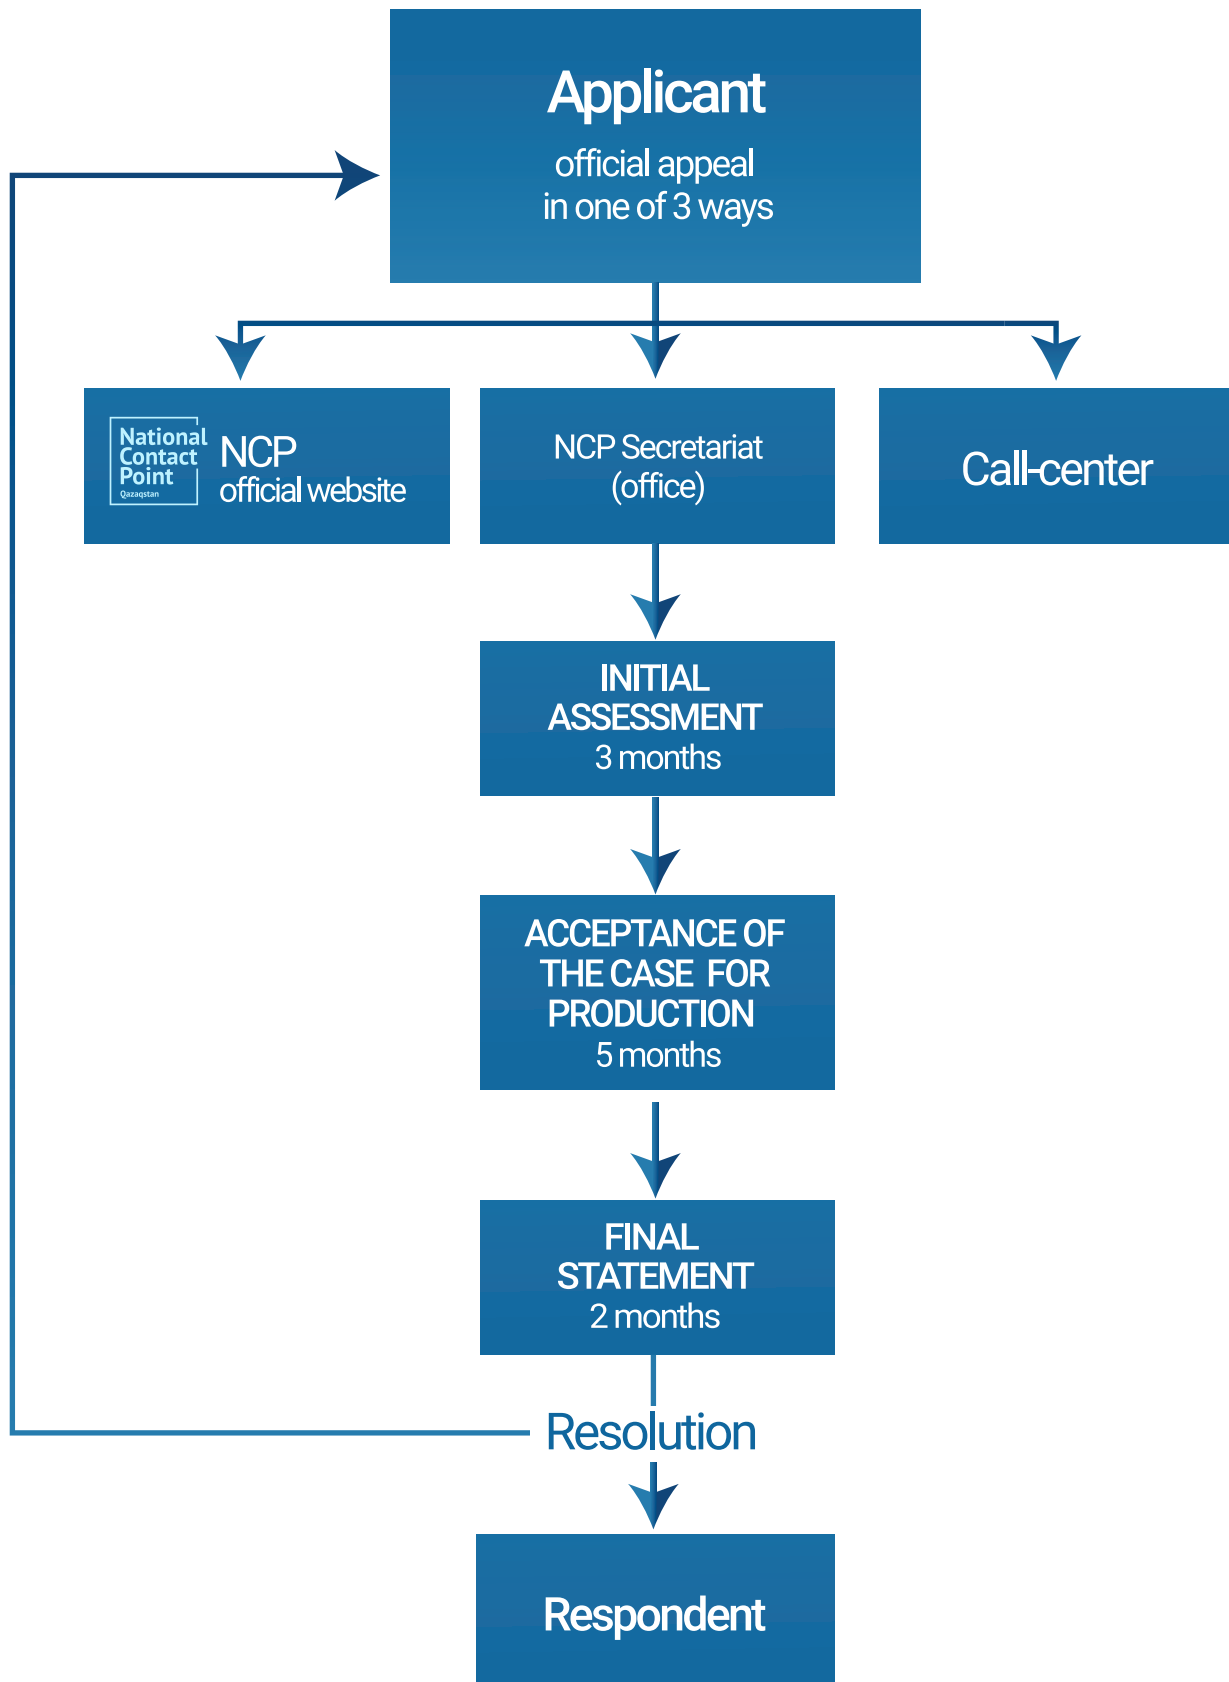 Applicant
official appeal
in one of 3 ways
National
Contact
Point
Qazaqstan
NCP
official website
NCP Secretariat
(office)
Call-center
INITIAL
ASSESSMENT
3 months
ACCEPTANCE OF
THE CASE FOR
PRODUCTION
5 months
FINAL
STATEMENT
2 months
Resolution
Respondent